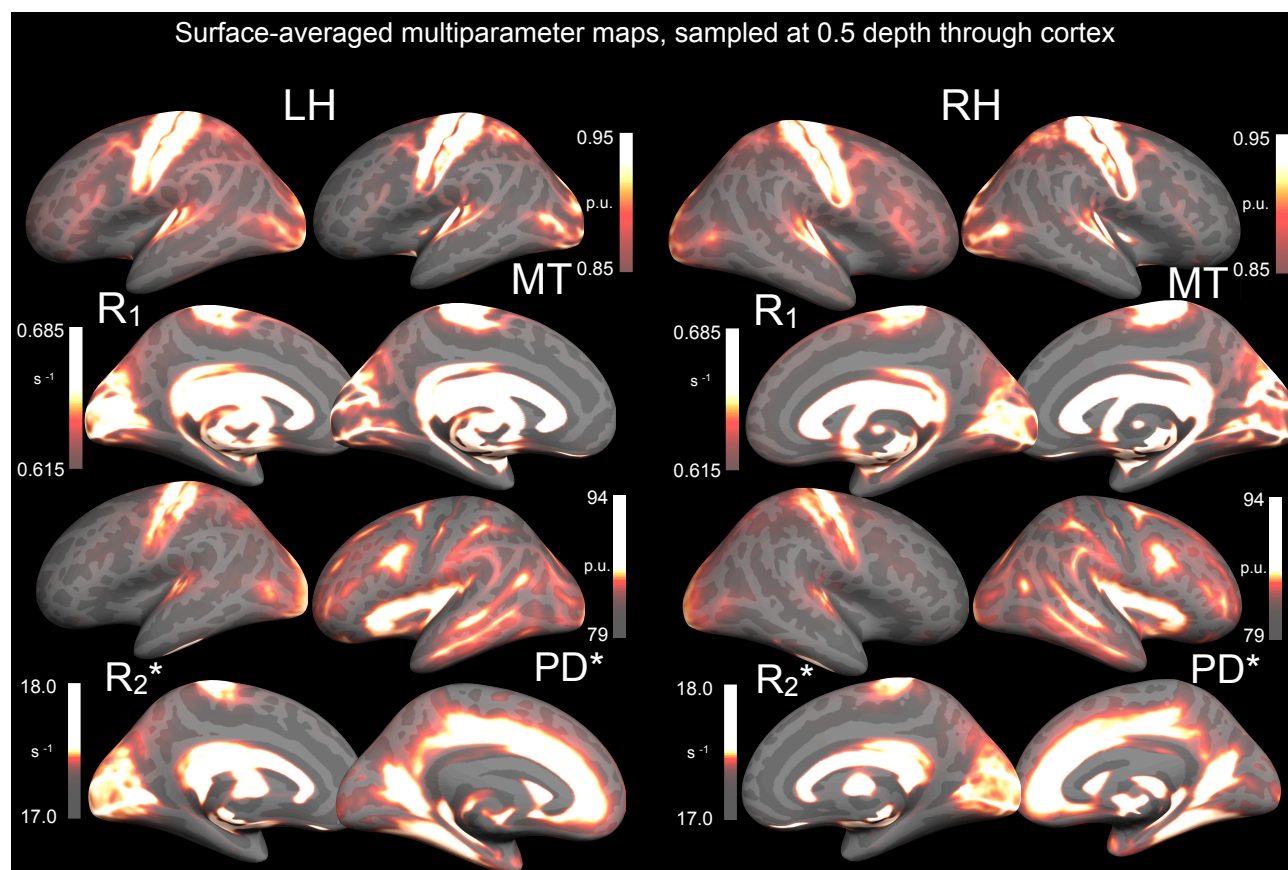 Surface-averaged multiparameter maps, sampled at 0.5 depth through cortex
LH
RH
0.95
p.u.
0.85
0.95
p.u.
0.85
R1
MT
R1
MT
0.685
s -1
0.615
0.685
s -1
0.615
94
p.u.
79
94
p.u.
79
R2*
PD*
R2*
PD*
18.0
s -1
17.0
18.0
s -1
17.0